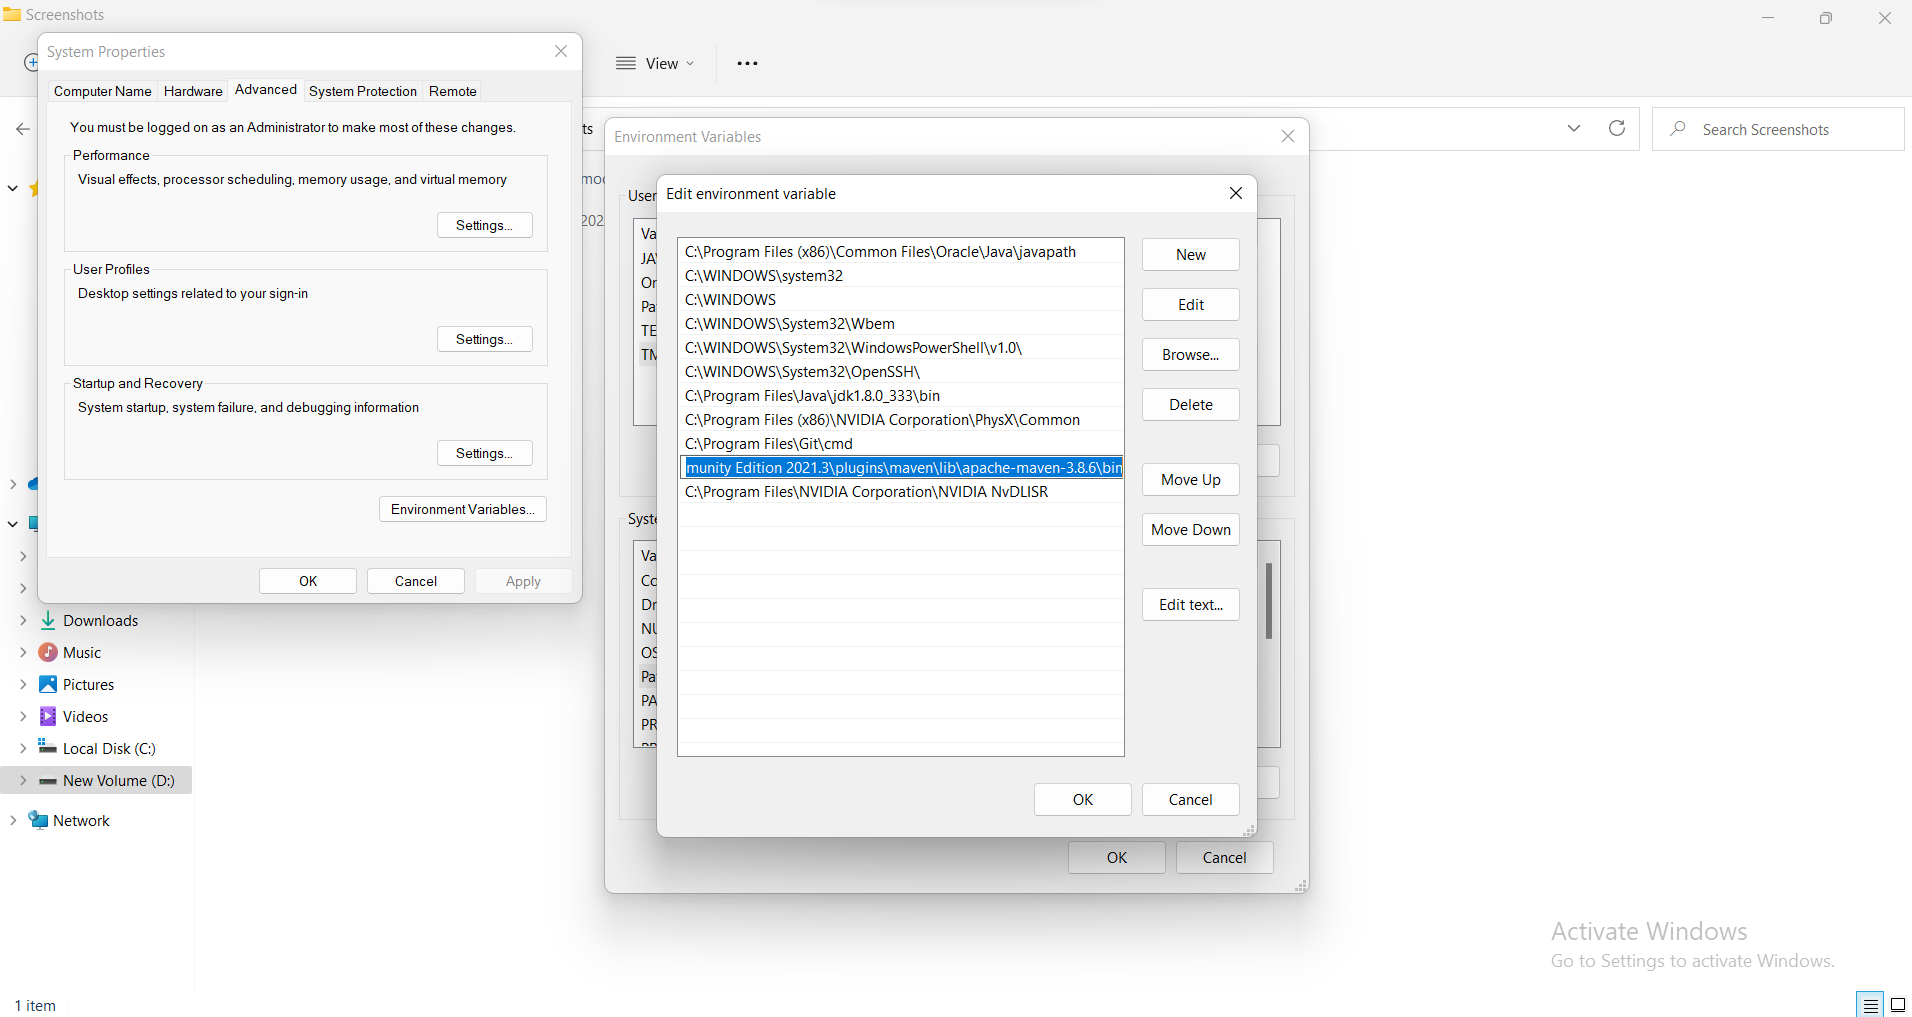 Screenshots
System Properties
Computer Name Hardware Advanced System Protection Remote
You must be logged on as an Administrator to make most of these changes.
Performance
Visual effects, processor scheduling, memory usage, and virtual memory
Settings...
User Profiles
Desktop settings related to your sign-in
Settings...
Startup and Recovery
System startup, system failure, and debugging information
Settings...
Environment Variables...
OK Cancel Apply
View
ts
Search Screenshots
Environment Variables
User
Va
JA
Or
Pa
TE
TM
Edit environment variable
C:\Program Files (x86)\Common Files\Oracle\Java\javapath
C:\WINDOWS\system32
C:\WINDOWS
C:\WINDOWS\System32\Wbem
C:\WINDOWS\System32\WindowsPowerShell\v1.0\
C:\WINDOWS\System32\OpenSSH\
C:\Program Files\Java\jdk1.8.0_333\bin
C:\Program Files (x86)\NVIDIA Corporation\PhysX\Common
C:\Program Files\Git\cmd
munity Edition 2021.3\plugins\maven\lib\apache-maven-3.8.6\bin
C:\Program Files\NVIDIA Corporation\NVIDIA NvDLISR
New
Edit
Browse...
Delete
Move Up
Move Down
Edit text...
OK Cancel
Syste
Va
Co
Dr
NU
OS
Pa
PA
PR
OK Cancel
Downloads
Music
Pictures
Videos
Local Disk (C:)
New Volume (D:)
Network
1 item
Activate Windows
Go to Settings to activate Windows.